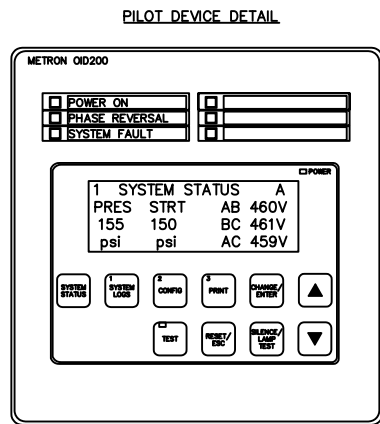 PILOT DEVICE DETAIL
METRON OID200
POWER ON
PHASE REVERSAL
SYSTEM FAULT
POWER
1 SYSTEM STATUS A
PRES STRT AB 460V
155 150 BC 461V
psi psi AC 459V
SYSTEM STATUS
1 SYSTEM LOGS
2 CONFIG
3 PRINT
CHANGE/ ENTER
TEST
RESET/ ESC
SILENCE/ LAMP TEST